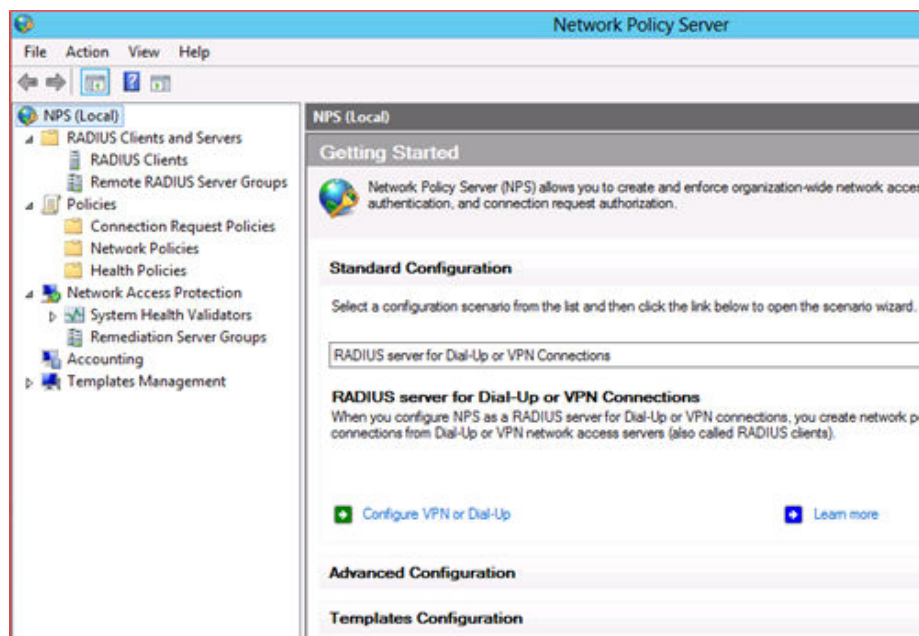 Network Policy Server
File Action View Help
NPS (Local)
RADIUS Clients and Servers
RADIUS Clients
Remote RADIUS Server Groups
Policies
Connection Request Policies
Network Policies
Health Policies
Network Access Protection
System Health Validators
Remediation Server Groups
Accounting
Templates Management
NPS (Local)
Getting Started
Network Policy Server (NPS) allows you to create and enforce organization-wide network acces
authentication, and connection request authorization.
Standard Configuration
Select a configuration scenario from the list and then click the link below to open the scenario wizard.
RADIUS server for Dial-Up or VPN Connections
RADIUS server for Dial-Up or VPN Connections
When you configure NPS as a RADIUS server for Dial-Up or VPN connections, you create network p
connections from Dial-Up or VPN network access servers (also called RADIUS clients).
Configure VPN or Dial-Up
Learn more
Advanced Configuration
Templates Configuration